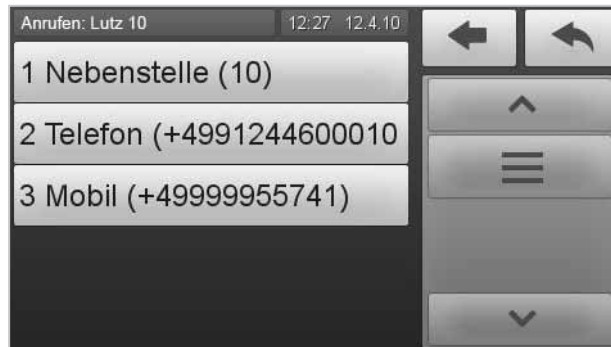 Anrufen: Lutz 10 12:27 12.4.10
1 Nebenstelle (10)
2 Telefon (+4991244600010
3 Mobil (+49999955741)